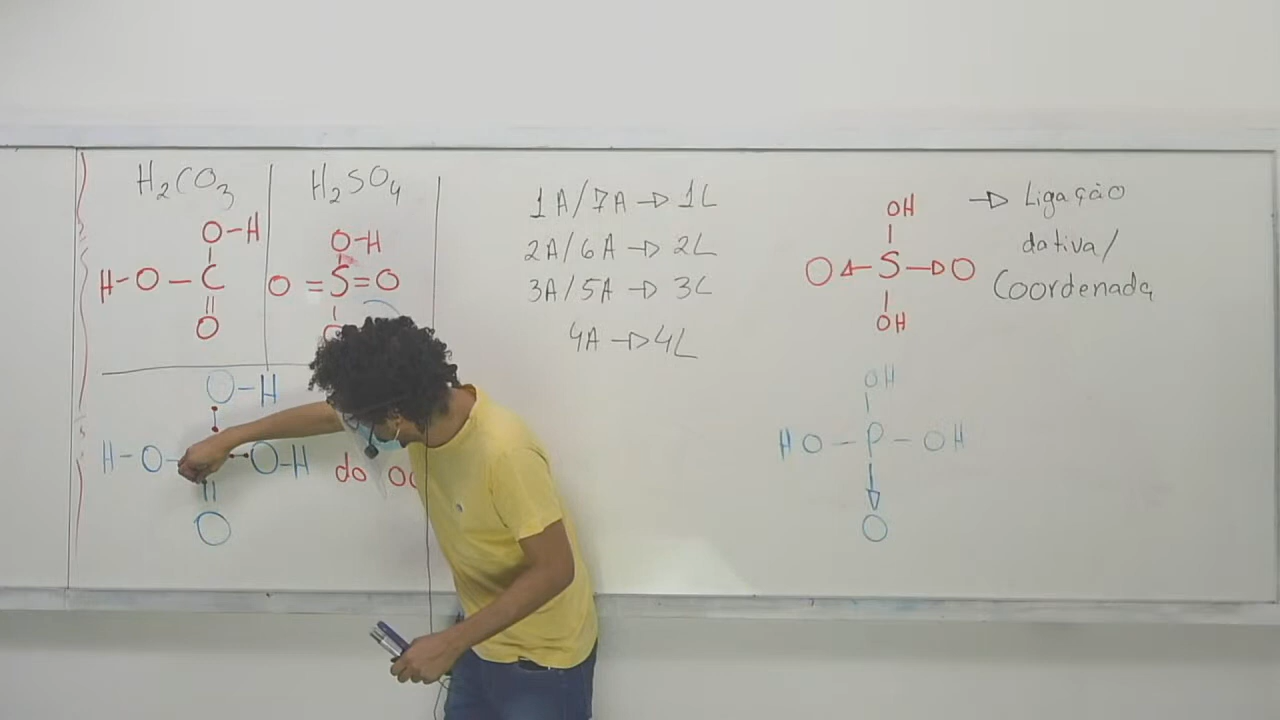 H₂CO₃
O-H
H-O-C
O
H₂SO₄
O-H
O=S=O
O-H
H-O O-H
O
do
1A/7A → 1L
2A/6A → 2L
3A/5A → 3L
4A → 4L
OH
O ← S → O
OH
→ Ligação
dativa/
Coordenada
OH
HO - P - OH
O